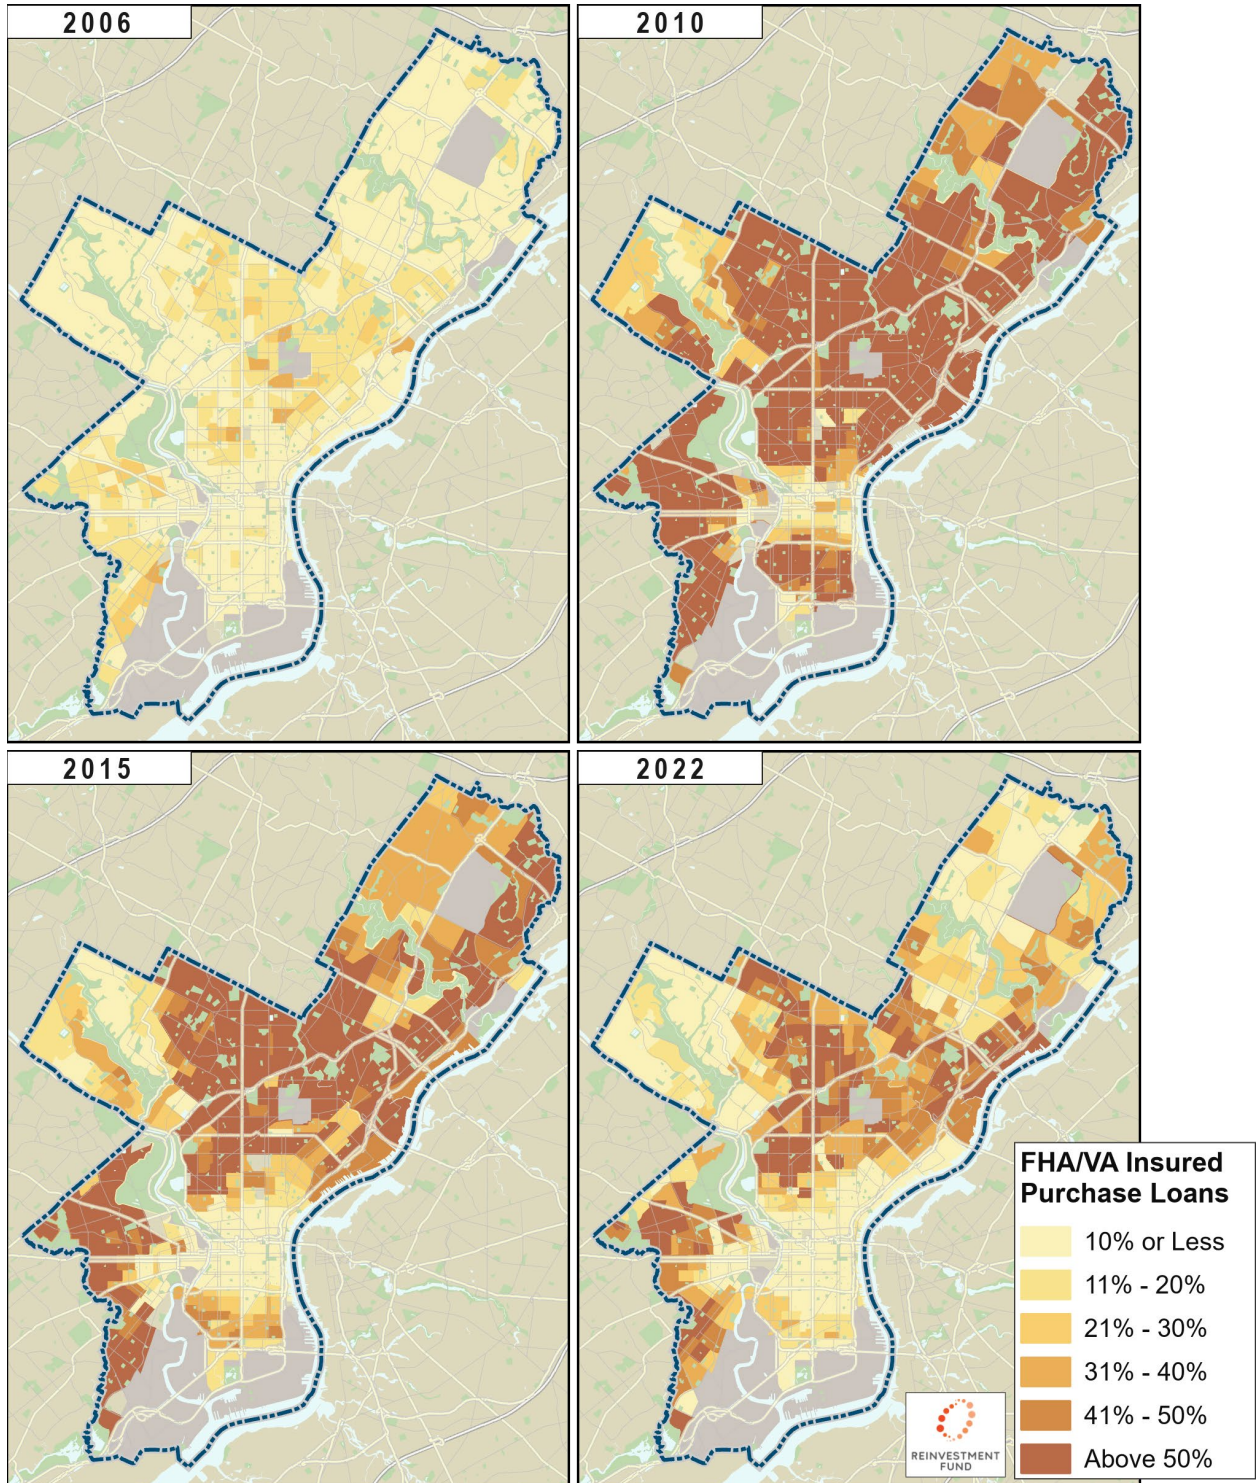 2006
2010
2015
2022
FHA/VA Insured
Purchase Loans
10% or Less
11% - 20%
21% - 30%
31% - 40%
41% - 50%
Above 50%
REINVESTMENT
FUND